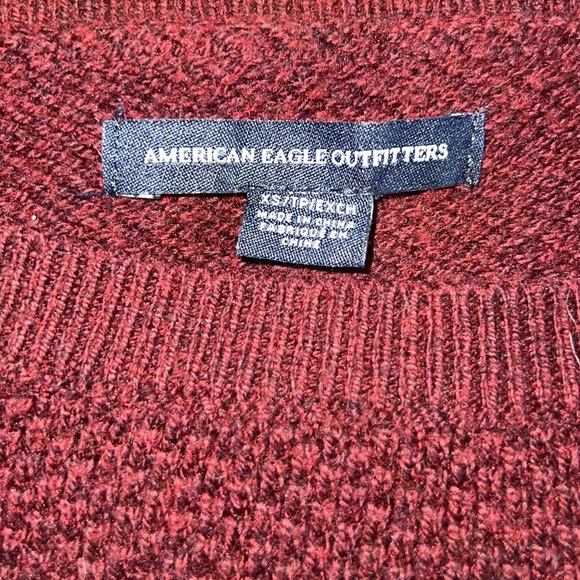 AMERICAN EAGLE OUTFITTERS
XS/TP/EXCH
MADE IN CHINA
FABRIQUÉ EN
CHINE